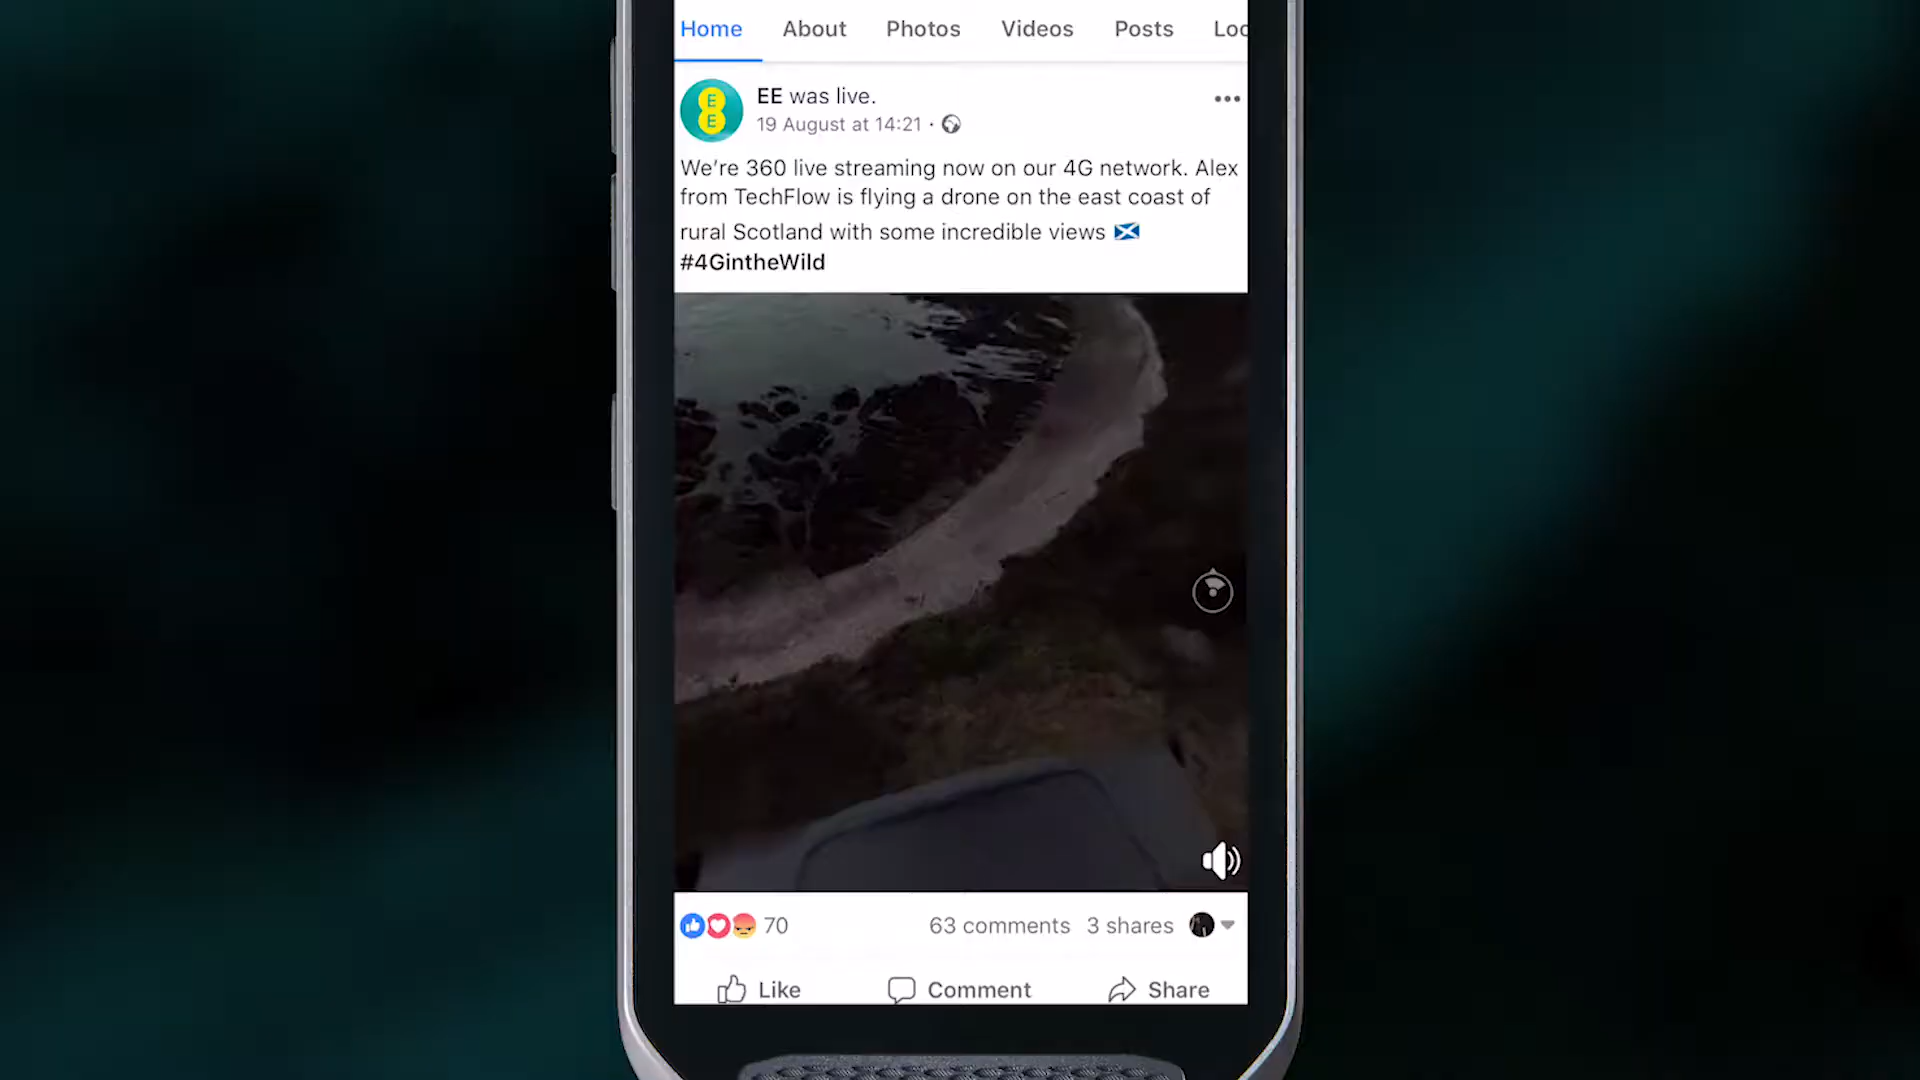 Home About Photos Videos Posts Loc
E
E
EE was live.
19 August at 14:21 ·
We're 360 live streaming now on our 4G network. Alex
from TechFlow is flying a drone on the east coast of
rural Scotland with some incredible views 🏴󠁧󠁢󠁳󠁣󠁴󠁿
#4GintheWild
70 63 comments 3 shares
Like Comment Share